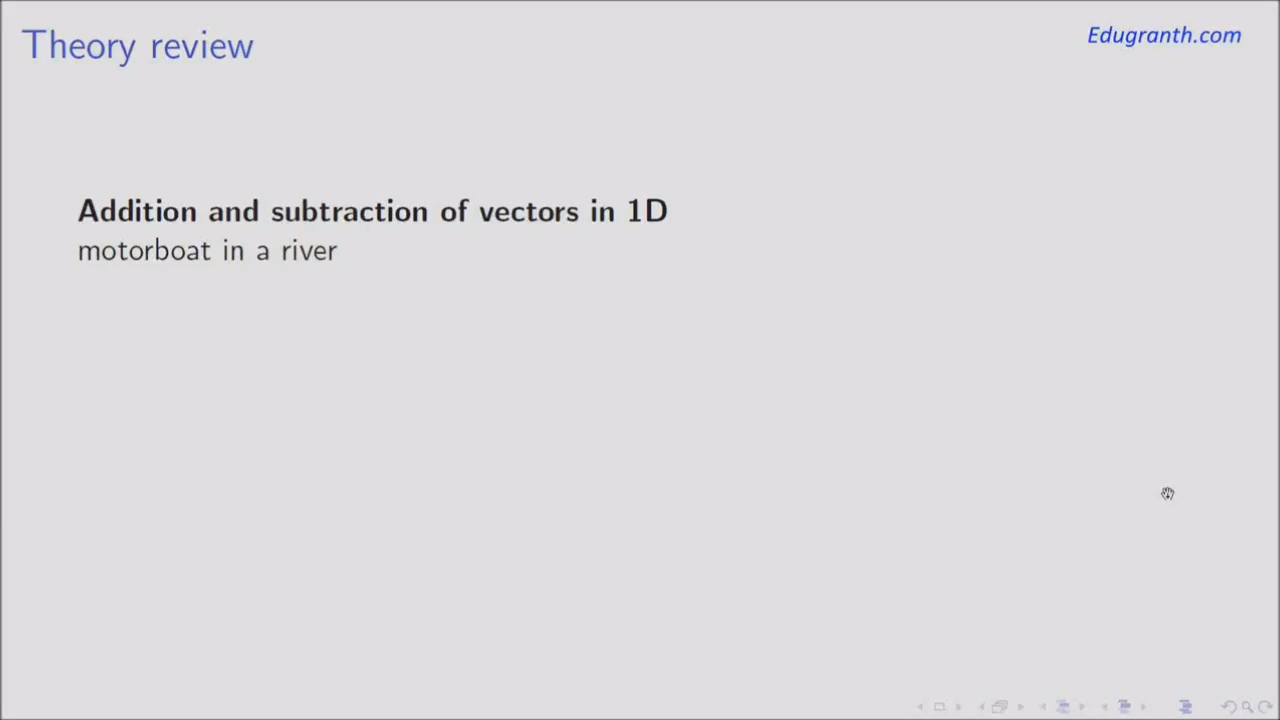 Theory review
Edugranth.com
Addition and subtraction of vectors in 1D
motorboat in a river